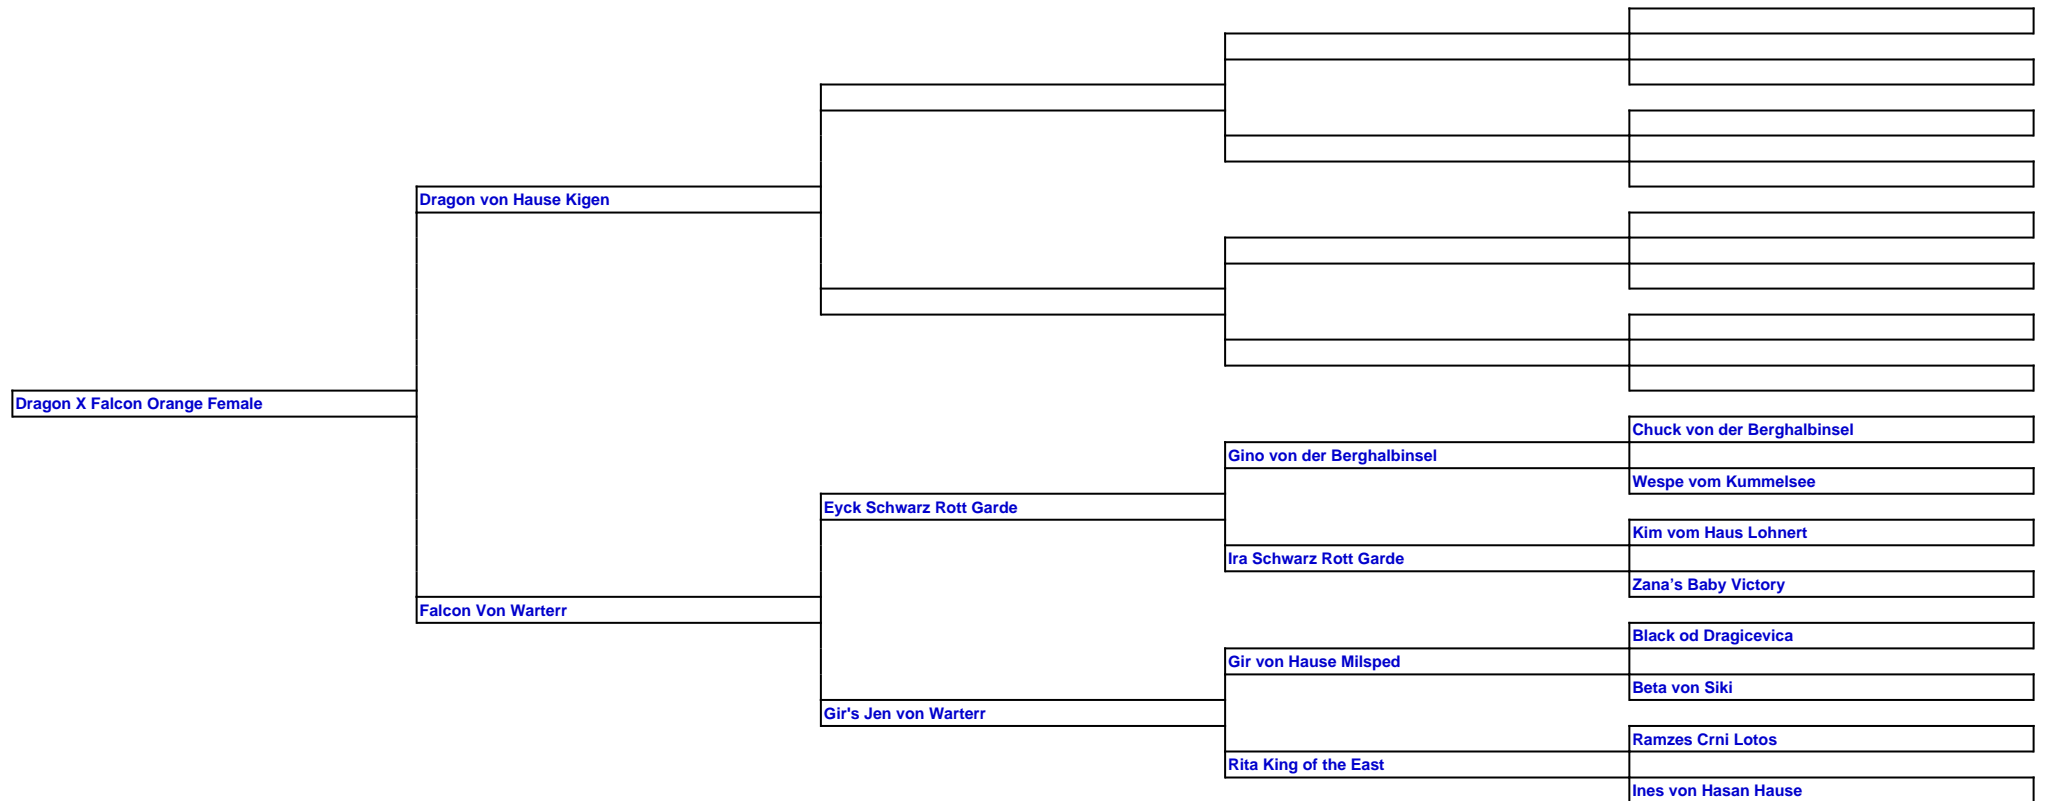 Dragon von Hause Kigen
Dragon X Falcon Orange Female
Chuck von der Berghalbinsel
Gino von der Berghalbinsel
Wespe vom Kummelsee
Eyck Schwarz Rott Garde
Kim vom Haus Lohnert
Ira Schwarz Rott Garde
Zana’s Baby Victory
Falcon Von Warterr
Black od Dragicevica
Gir von Hause Milsped
Beta von Siki
Gir's Jen von Warterr
Ramzes Crni Lotos
Rita King of the East
Ines von Hasan Hause